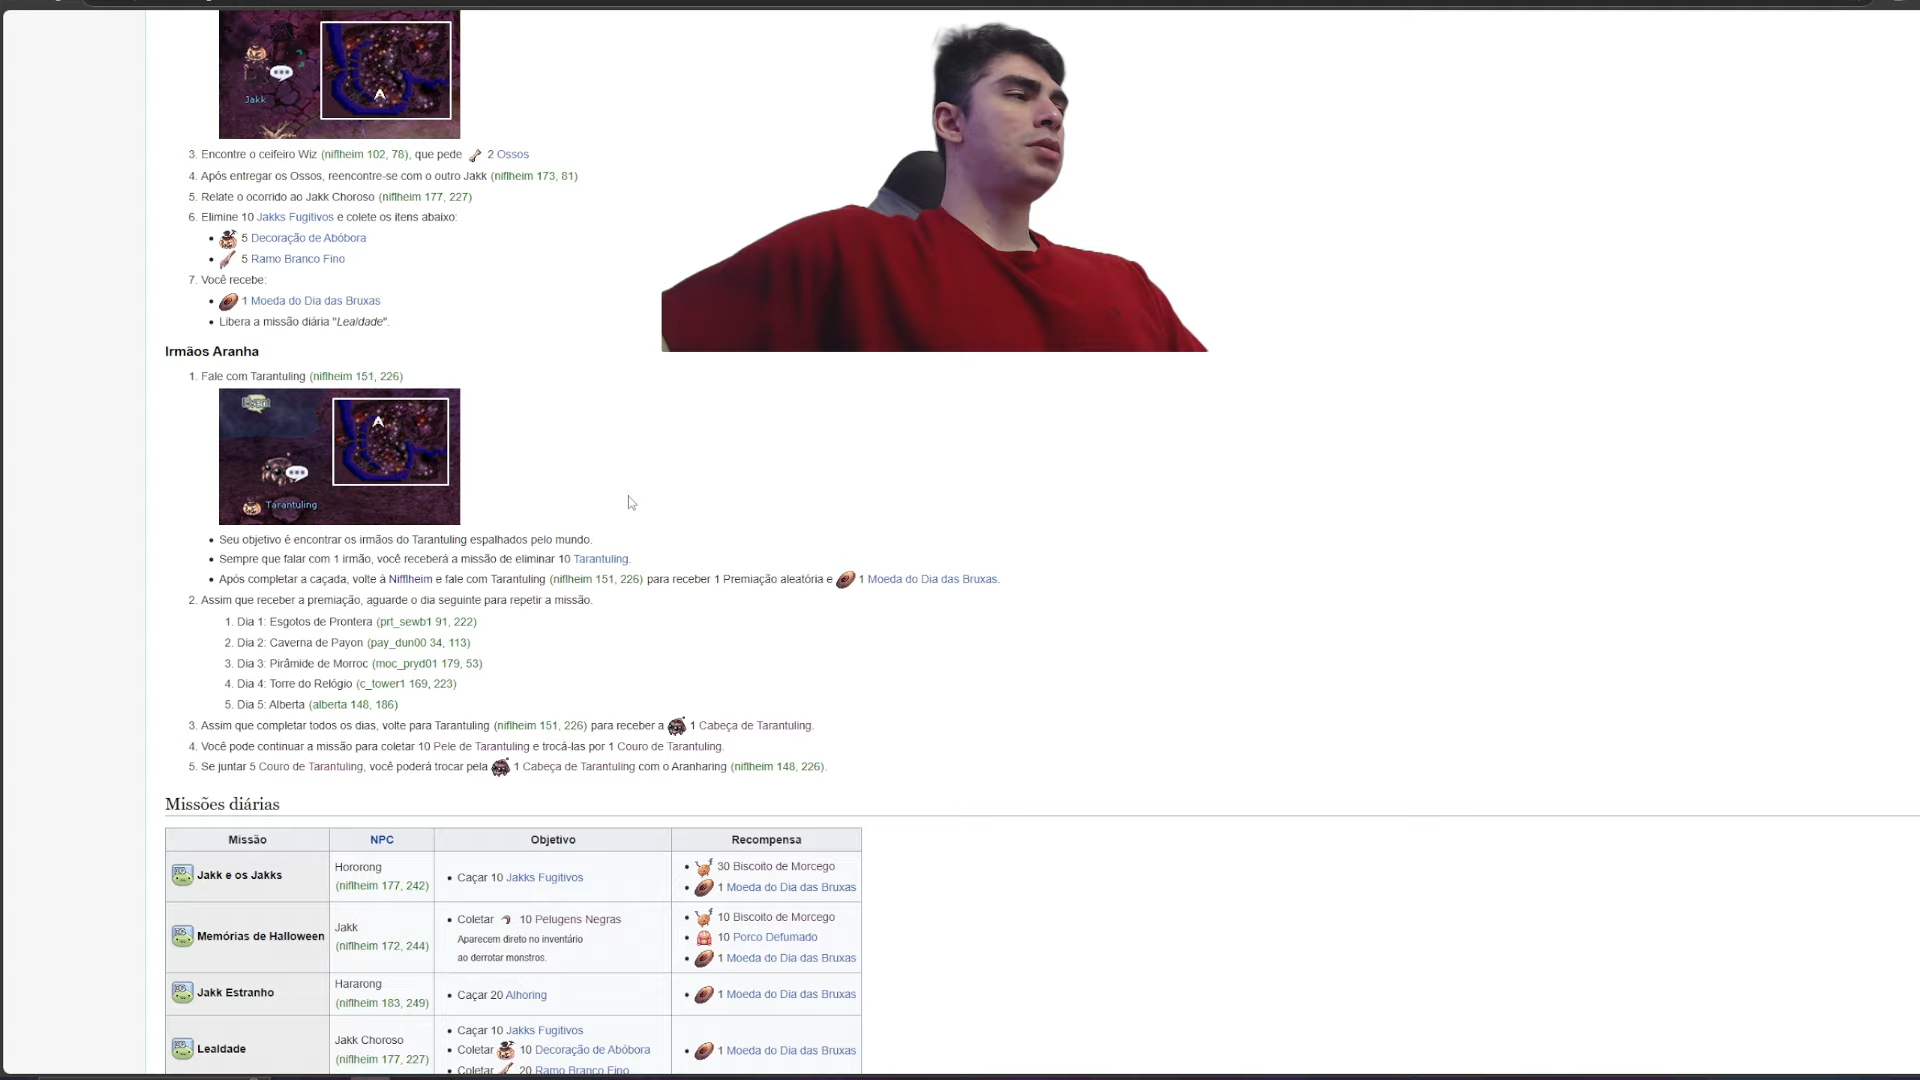 Jakk
3. Encontre o ceifeiro Wiz (niflheim 102, 78), que pede 2 Ossos
4. Após entregar os Ossos, reencontre-se com o outro Jakk (niflheim 173, 81)
5. Relate o ocorrido ao Jakk Choroso (niflheim 177, 227)
6. Elimine 10 Jakks Fugitivos e colete os itens abaixo:
5 Decoração de Abóbora
5 Ramo Branco Fino
7. Você recebe:
1 Moeda do Dia das Bruxas
Libera a missão diária "Lealdade".
Irmãos Aranha
1. Fale com Tarantuling (niflheim 151, 226)
Event
Tarantuling
Seu objetivo é encontrar os irmãos do Tarantuling espalhados pelo mundo.
Sempre que falar com 1 irmão, você receberá a missão de eliminar 10 Tarantuling.
Após completar a caçada, volte à Nifflheim e fale com Tarantuling (niflheim 151, 226) para receber 1 Premiação aleatória e 1 Moeda do Dia das Bruxas.
2. Assim que receber a premiação, aguarde o dia seguinte para repetir a missão.
1. Dia 1: Esgotos de Prontera (prt_sewb1 91, 222)
2. Dia 2: Caverna de Payon (pay_dun00 34, 113)
3. Dia 3: Pirâmide de Morroc (moc_pryd01 179, 53)
4. Dia 4: Torre do Relógio (c_tower1 169, 223)
5. Dia 5: Alberta (alberta 148, 186)
3. Assim que completar todos os dias, volte para Tarantuling (niflheim 151, 226) para receber a 1 Cabeça de Tarantuling.
4. Você pode continuar a missão para coletar 10 Pele de Tarantuling e trocá-las por 1 Couro de Tarantuling.
5. Se juntar 5 Couro de Tarantuling, você poderá trocar pela 1 Cabeça de Tarantuling com o Aranharing (niflheim 148, 226).
Missões diárias
Missão NPC Objetivo Recompensa
Jakk e os Jakks
Hororong
(niflheim 177, 242)
Caçar 10 Jakks Fugitivos
30 Biscoito de Morcego
1 Moeda do Dia das Bruxas
Memórias de Halloween
Jakk
(niflheim 172, 244)
Coletar 10 Pelugens Negras
Aparecem direto no inventário
ao derrotar monstros.
10 Biscoito de Morcego
10 Porco Defumado
1 Moeda do Dia das Bruxas
Jakk Estranho
Hararong
(niflheim 183, 249)
Caçar 20 Alhoring
1 Moeda do Dia das Bruxas
Lealdade
Jakk Choroso
(niflheim 177, 227)
Caçar 10 Jakks Fugitivos
Coletar 10 Decoração de Abóbora
Coletar 20 Ramo Branco Fino
1 Moeda do Dia das Bruxas